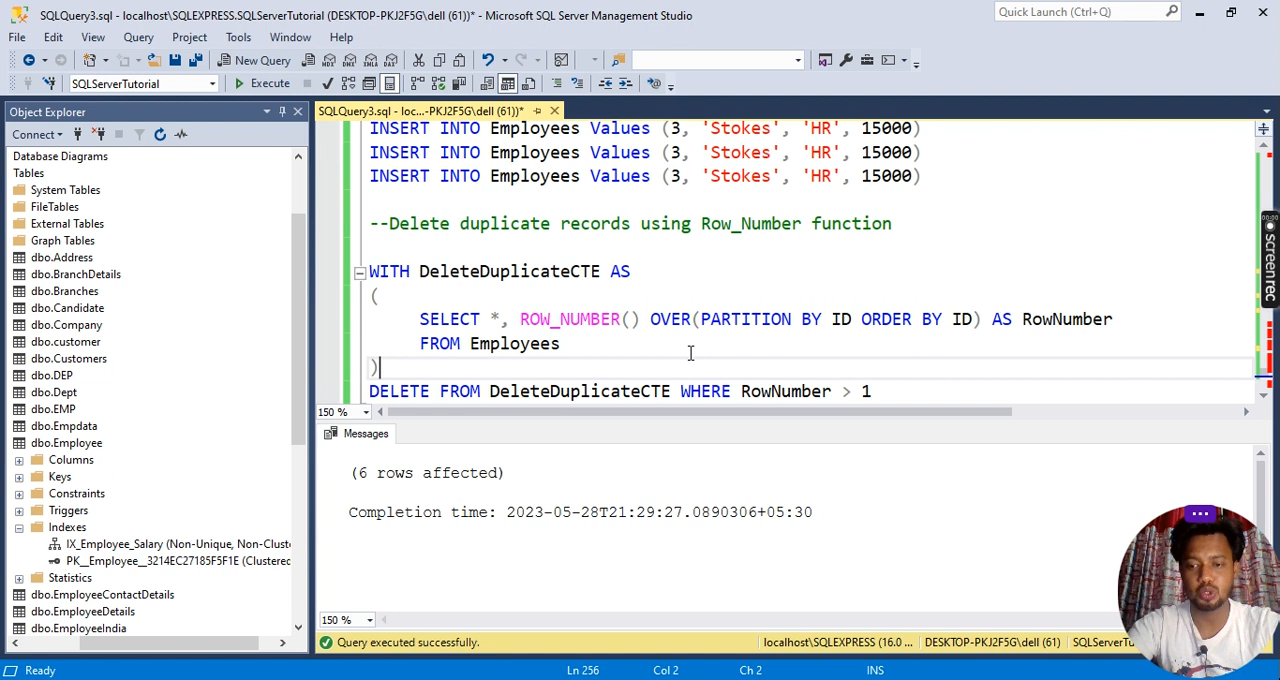 SQLQuery3.sql - localhost\SQLEXPRESS.SQLServerTutorial (DESKTOP-PKJ2F5G\dell (61))* - Microsoft SQL Server Management Studio
Quick Launch (Ctrl+Q)
File Edit View Query Project Tools Window Help
New Query
MDX DMX XMLA DAX
SQLServerTutorial
Execute
Object Explorer
SQLQuery3.sql - loc...-PKJ2F5G\dell (61))*
Connect
Database Diagrams
Tables
System Tables
FileTables
External Tables
Graph Tables
dbo.Address
dbo.BranchDetails
dbo.Branches
dbo.Candidate
dbo.Company
dbo.customer
dbo.Customers
dbo.DEP
dbo.Dept
dbo.EMP
dbo.Empdata
dbo.Employee
Columns
Keys
Constraints
Triggers
Indexes
IX_Employee_Salary (Non-Unique, Non-Cluste
PK__Employee__3214EC27185F5F1E (Clustered
Statistics
dbo.EmployeeContactDetails
dbo.EmployeeDetails
dbo.EmployeeIndia
INSERT INTO Employees Values (3, 'Stokes', 'HR', 15000)
INSERT INTO Employees Values (3, 'Stokes', 'HR', 15000)
INSERT INTO Employees Values (3, 'Stokes', 'HR', 15000)
--Delete duplicate records using Row_Number function
WITH DeleteDuplicateCTE AS
(
SELECT *, ROW_NUMBER() OVER(PARTITION BY ID ORDER BY ID) AS RowNumber
FROM Employees
)
DELETE FROM DeleteDuplicateCTE WHERE RowNumber > 1
150 %
Messages
(6 rows affected)
Completion time: 2023-05-28T21:29:27.0890306+05:30
150 %
Query executed successfully.
localhost\SQLEXPRESS (16.0 ...
DESKTOP-PKJ2F5G\dell (61)
SQLServerTu
screen rec
Ready
Ln 256
Col 2
Ch 2
INS